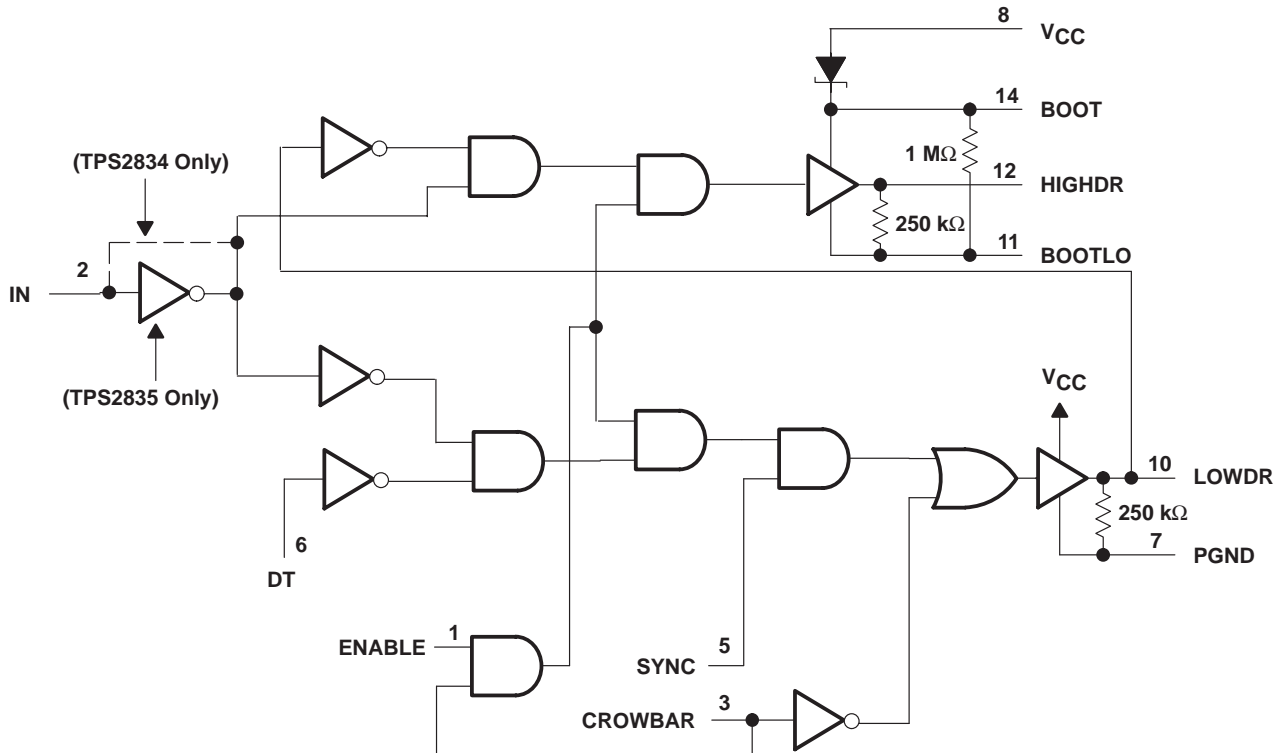 8
VCC
14
BOOT
(TPS2834 Only)
1 MΩ
12
HIGHDR
250 kΩ
11
BOOTLO
2
IN
(TPS2835 Only)
VCC
10
LOWDR
250 kΩ
6
7
PGND
DT
1
ENABLE
5
SYNC
3
CROWBAR